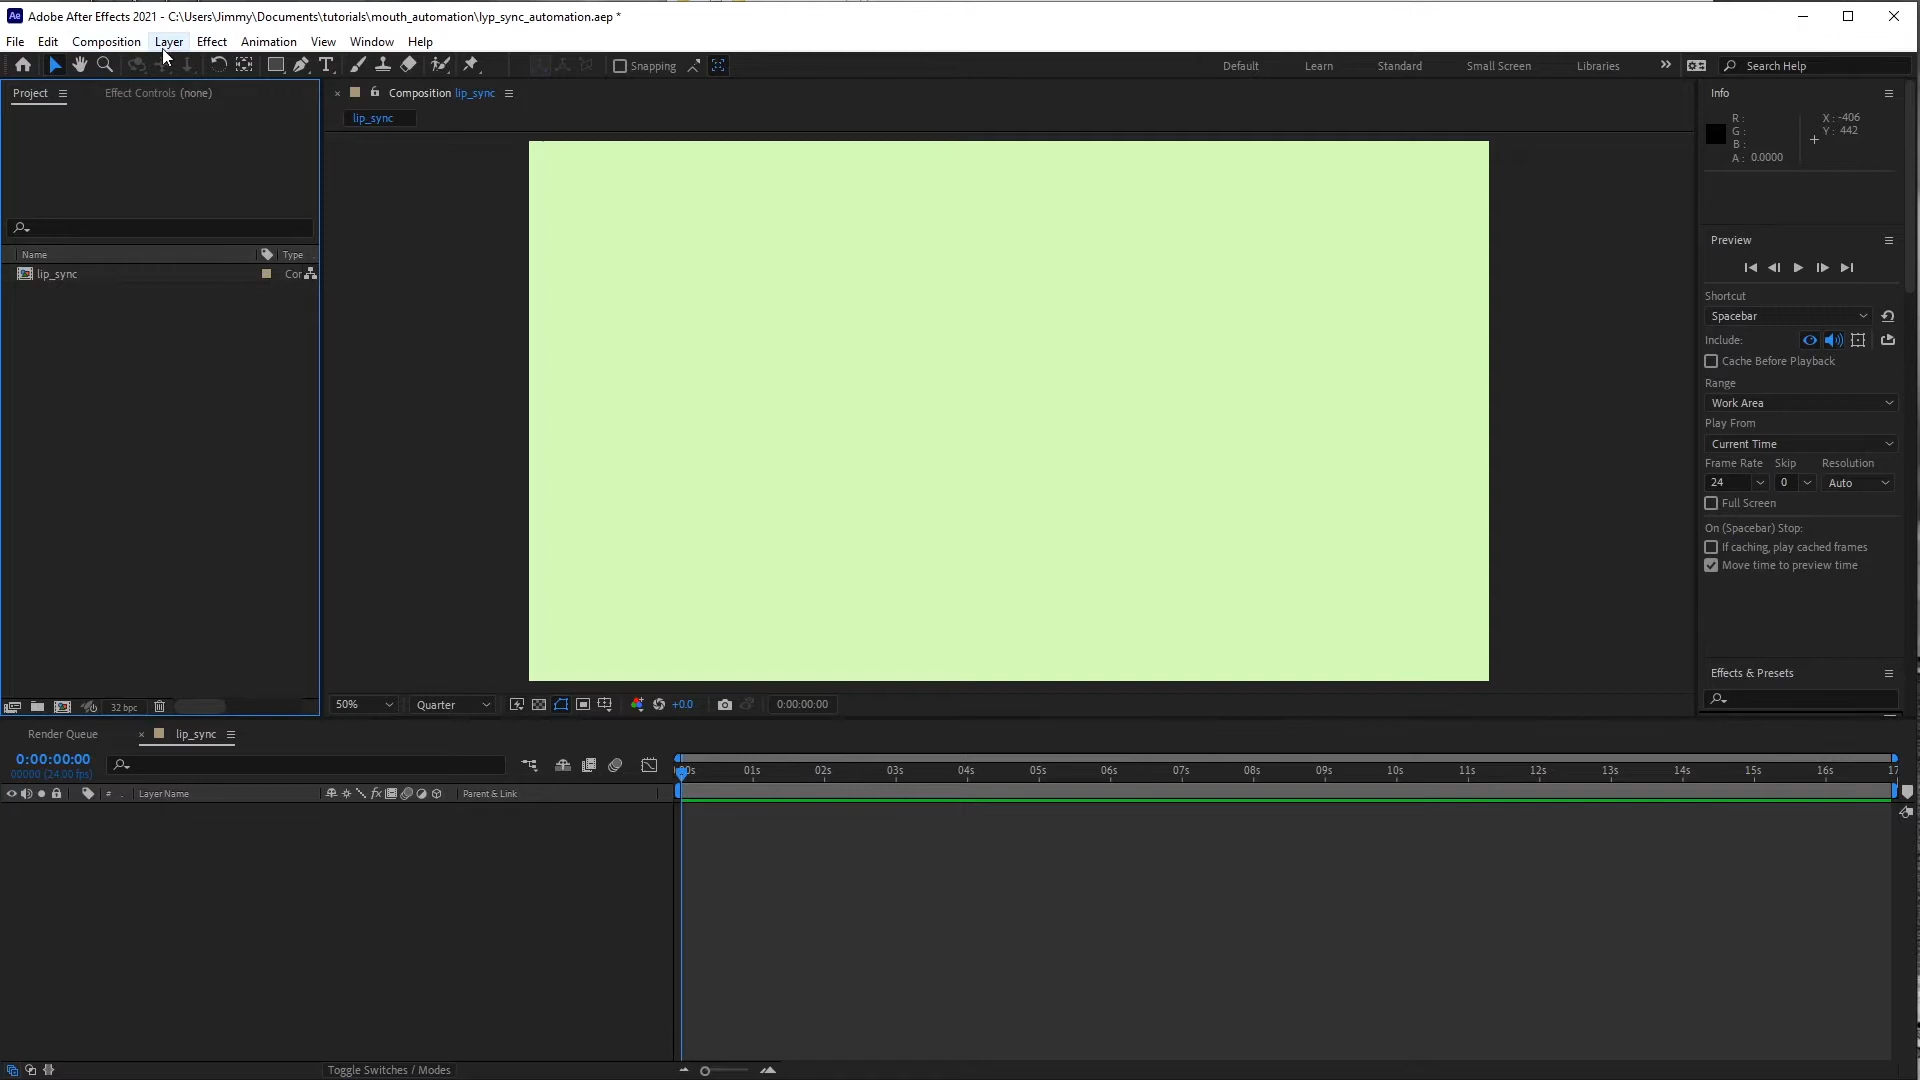 Adobe After Effects 2021 - C:\Users\Jimmy\Documents\tutorials\mouth_automation\lyp_sync_automation.aep *
File Edit Composition Layer Effect Animation View Window Help
Snapping Default Learn Standard Small Screen Libraries Search Help
Project Effect Controls (none)
Composition lip_sync
lip_sync
Info
R :
G :
B :
A : 0.0000
X : -406
Y : 442
Name Type
lip_sync Cor
Preview
Shortcut
Spacebar
Include:
Cache Before Playback
Range
Work Area
Play From
Current Time
Frame Rate Skip Resolution
24 0 Auto
Full Screen
On (Spacebar) Stop:
If caching, play cached frames
Move time to preview time
Effects & Presets
32 bpc
50% Quarter +0.0 0:00:00:00
Render Queue lip_sync
0:00:00:00
00000 (24.00 fps)
# . Layer Name fx Parent & Link
00s 01s 02s 03s 04s 05s 06s 07s 08s 09s 10s 11s 12s 13s 14s 15s 16s 17
Toggle Switches / Modes